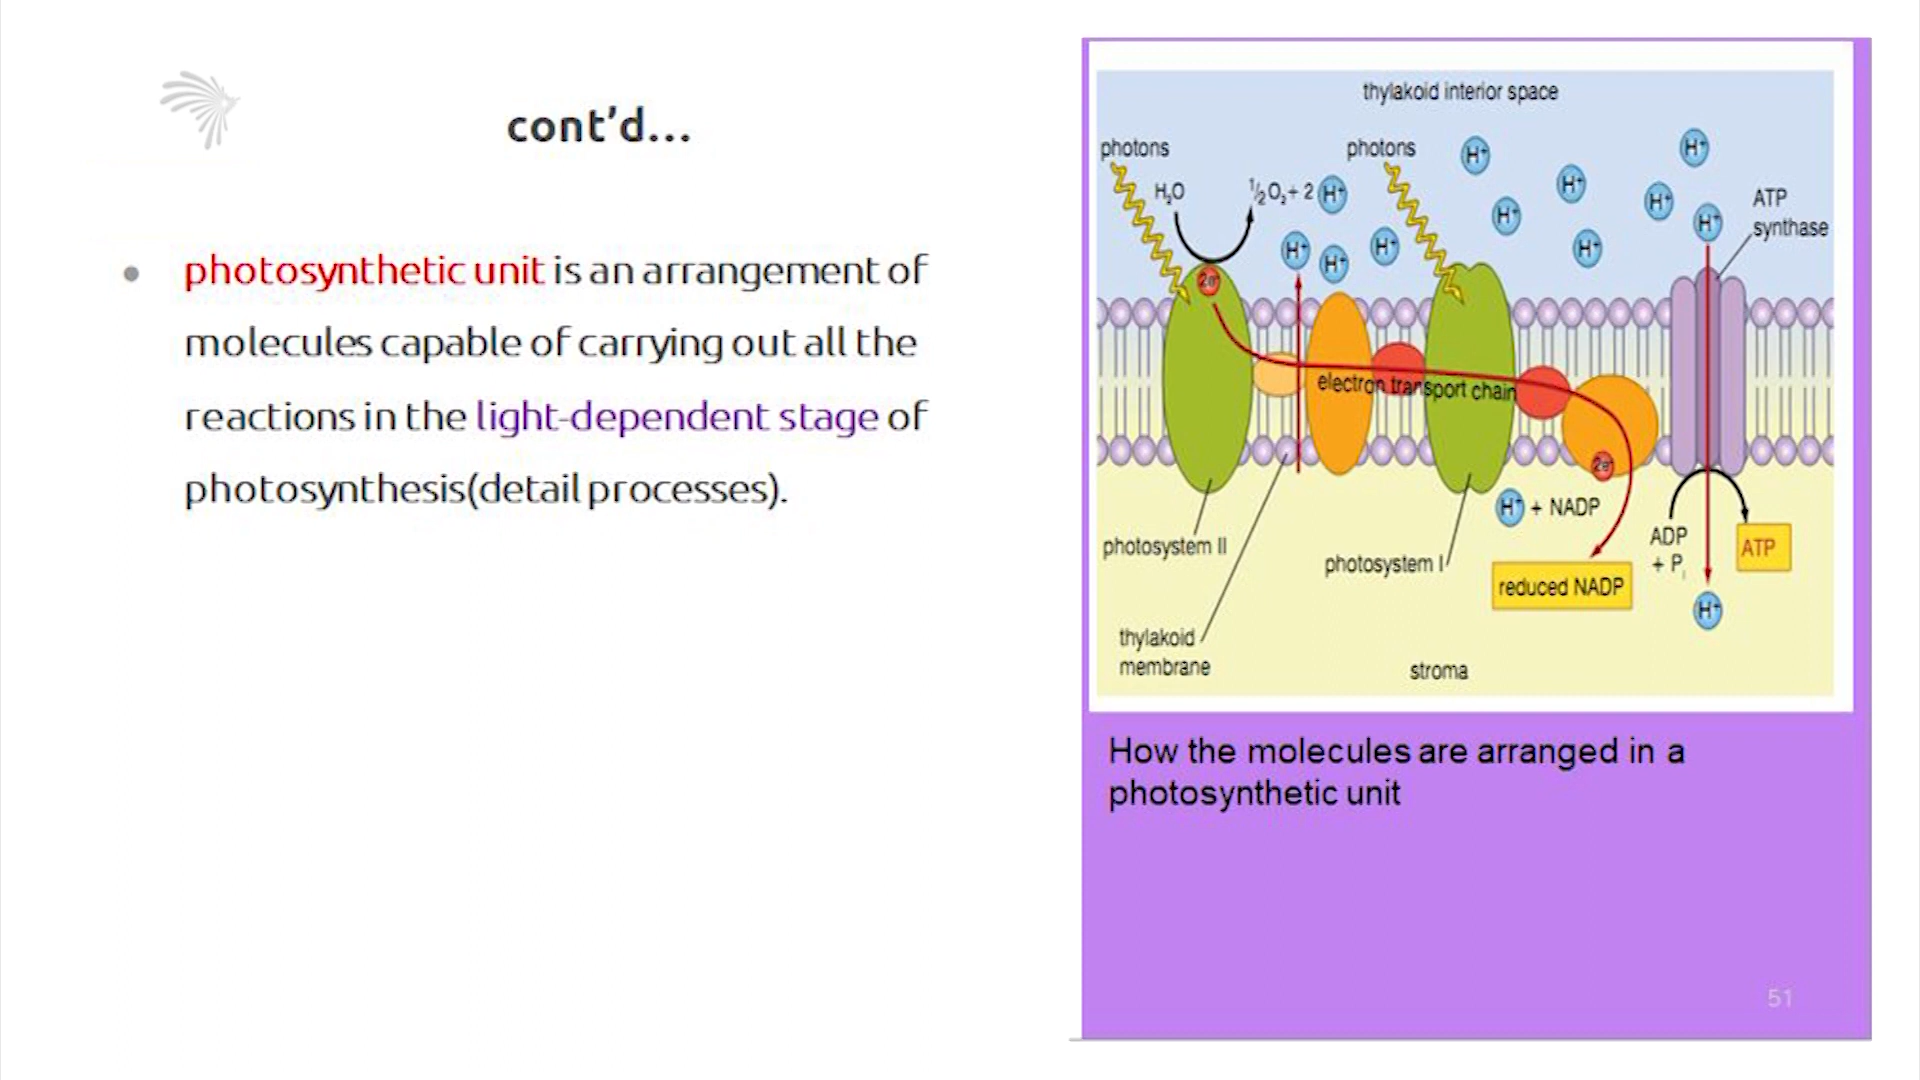 cont’d...
● photosynthetic unit is an arrangement of
molecules capable of carrying out all the
reactions in the light-dependent stage of
photosynthesis(detail processes).
thylakoid interior space
photons
photons
H⁺
H⁺
H⁺
H₂O
½O₂+ 2 H⁺
H⁺
H⁺
ATP
synthase
H⁺
H⁺
H⁺
H⁺
H⁺
2e⁻
electron transport chain
2e⁻
H⁺ + NADP
photosystem II
photosystem I
ADP
+ Pᵢ
ATP
reduced NADP
H⁺
thylakoid
membrane
stroma
How the molecules are arranged in a
photosynthetic unit
51